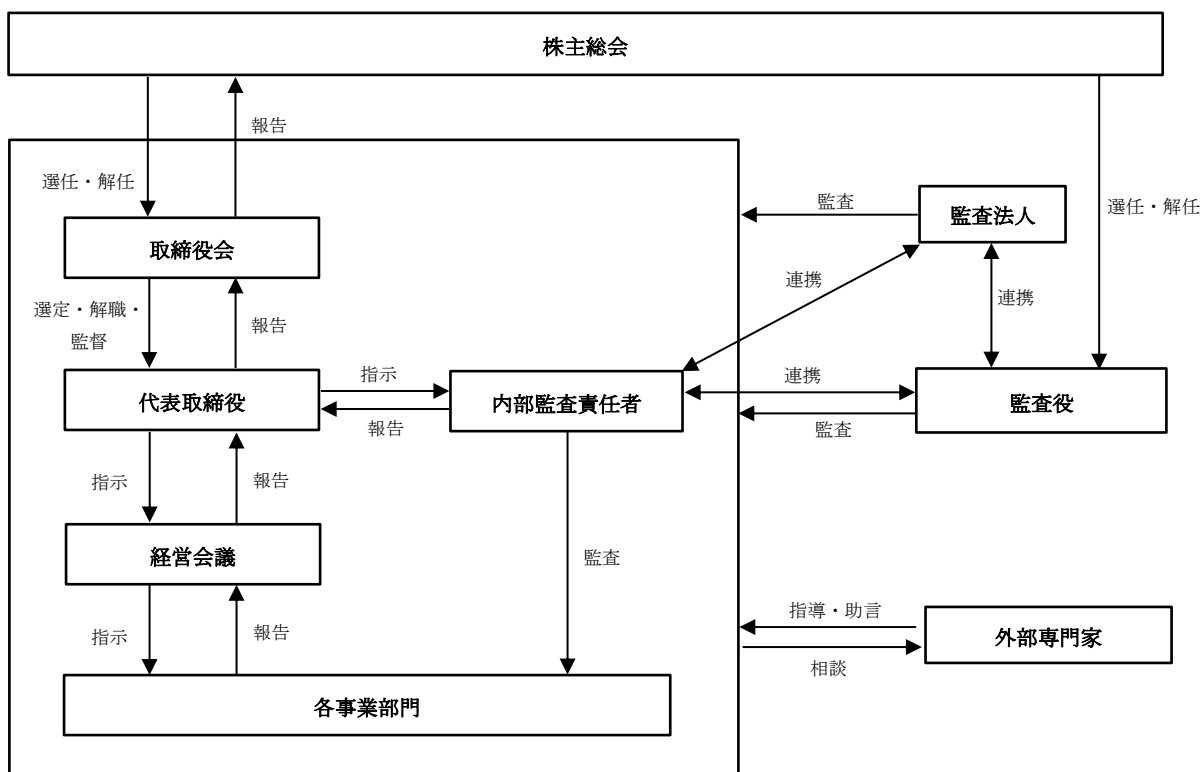 株主総会
報告
選任・解任
選任・解任
監査
監査法人
取締役会
連携
連携
選定・解職・
監督
報告
代表取締役
指示
報告
内部監査責任者
連携
監査
監査役
指示
報告
経営会議
監査
指示
報告
指導・助言
相談
外部専門家
各事業部門